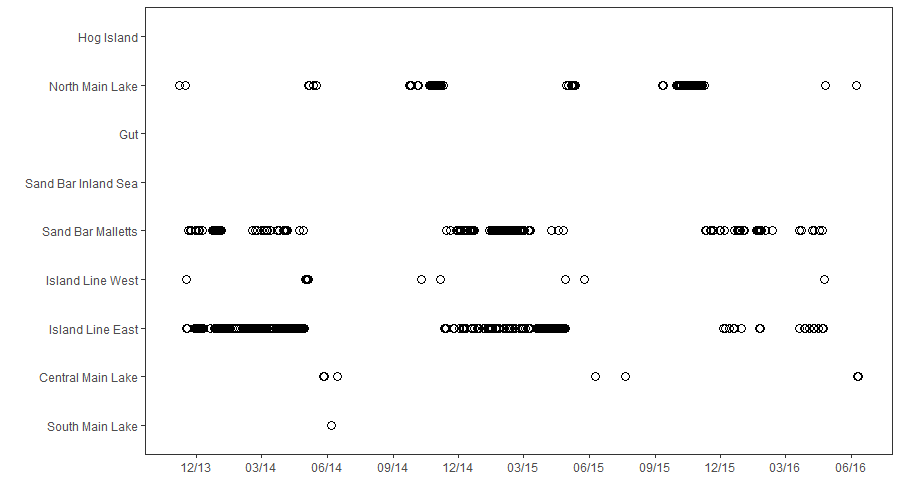 Hog Island
North Main Lake
Gut
Sand Bar Inland Sea
Sand Bar Malletts
Island Line West
Island Line East
Central Main Lake
South Main Lake
12/13 03/14 06/14 09/14 12/14 03/15 06/15 09/15 12/15 03/16 06/16